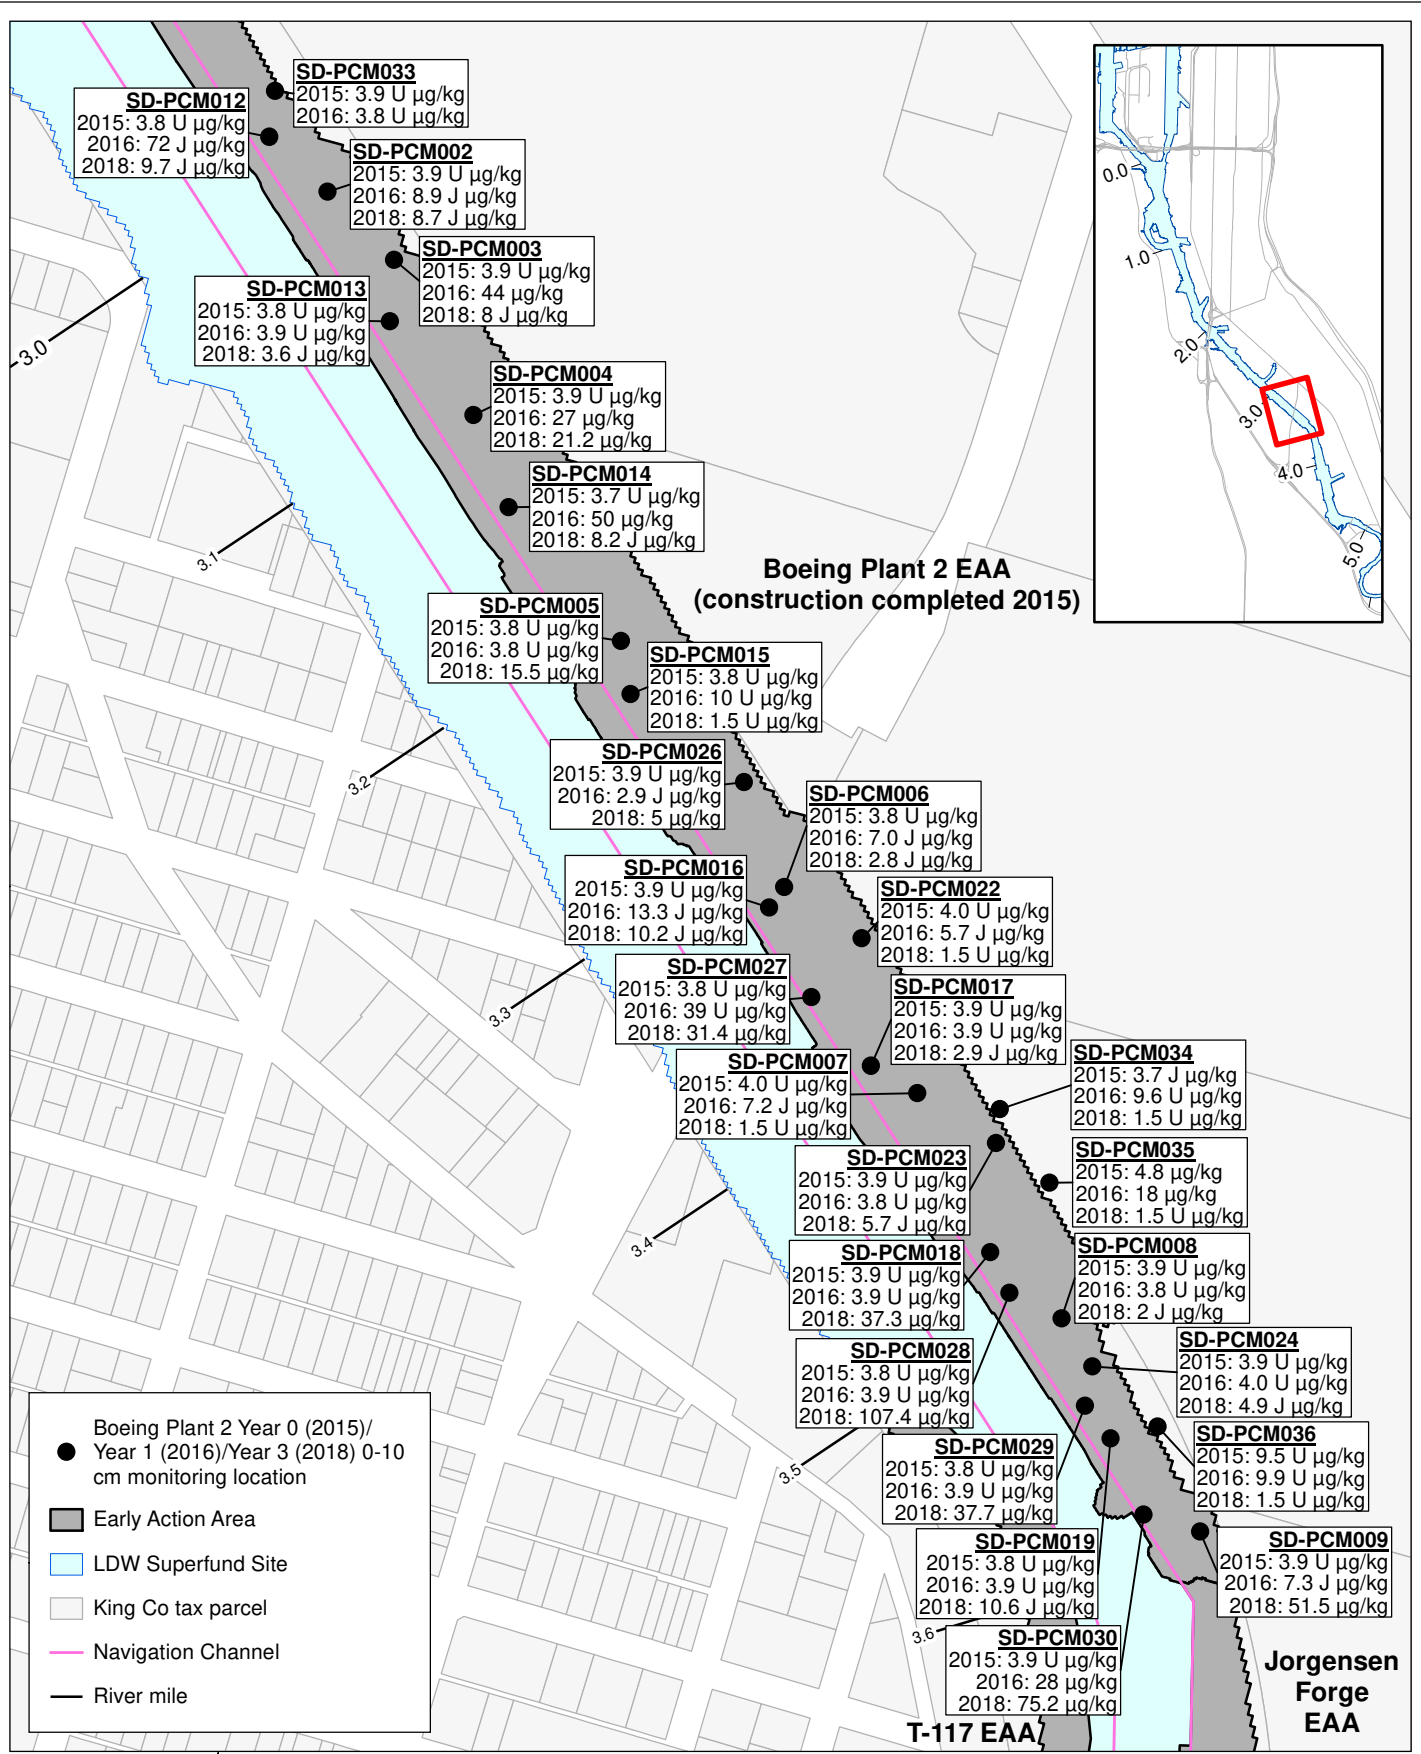 SD-PCM033
2015: 3.9 U µg/kg
2016: 3.8 U µg/kg
SD-PCM012
2015: 3.8 U µg/kg
2016: 72 J µg/kg
2018: 9.7 J µg/kg
SD-PCM002
2015: 3.9 U µg/kg
2016: 8.9 J µg/kg
2018: 8.7 J µg/kg
SD-PCM003
2015: 3.9 U µg/kg
2016: 44 µg/kg
2018: 8 J µg/kg
SD-PCM013
2015: 3.8 U µg/kg
2016: 3.9 U µg/kg
2018: 3.6 J µg/kg
SD-PCM004
2015: 3.9 U µg/kg
2016: 27 µg/kg
2018: 21.2 µg/kg
SD-PCM014
2015: 3.7 U µg/kg
2016: 50 µg/kg
2018: 8.2 J µg/kg
Boeing Plant 2 EAA
(construction completed 2015)
SD-PCM005
2015: 3.8 U µg/kg
2016: 3.8 U µg/kg
2018: 15.5 µg/kg
SD-PCM015
2015: 3.8 U µg/kg
2016: 10 U µg/kg
2018: 1.5 U µg/kg
SD-PCM026
2015: 3.9 U µg/kg
2016: 2.9 J µg/kg
2018: 5 µg/kg
SD-PCM006
2015: 3.8 U µg/kg
2016: 7.0 J µg/kg
2018: 2.8 J µg/kg
SD-PCM016
2015: 3.9 U µg/kg
2016: 13.3 J µg/kg
2018: 10.2 J µg/kg
SD-PCM022
2015: 4.0 U µg/kg
2016: 5.7 J µg/kg
2018: 1.5 U µg/kg
SD-PCM027
2015: 3.8 U µg/kg
2016: 39 U µg/kg
2018: 31.4 µg/kg
SD-PCM017
2015: 3.9 U µg/kg
2016: 3.9 U µg/kg
2018: 2.9 J µg/kg
SD-PCM007
2015: 4.0 U µg/kg
2016: 7.2 J µg/kg
2018: 1.5 U µg/kg
SD-PCM034
2015: 3.7 J µg/kg
2016: 9.6 U µg/kg
2018: 1.5 U µg/kg
SD-PCM023
2015: 3.9 U µg/kg
2016: 3.8 U µg/kg
2018: 5.7 J µg/kg
SD-PCM035
2015: 4.8 µg/kg
2016: 18 µg/kg
2018: 1.5 U µg/kg
SD-PCM018
2015: 3.9 U µg/kg
2016: 3.9 U µg/kg
2018: 37.3 µg/kg
SD-PCM008
2015: 3.9 U µg/kg
2016: 3.8 U µg/kg
2018: 2 J µg/kg
SD-PCM028
2015: 3.8 U µg/kg
2016: 3.9 U µg/kg
2018: 107.4 µg/kg
SD-PCM024
2015: 3.9 U µg/kg
2016: 4.0 U µg/kg
2018: 4.9 J µg/kg
SD-PCM029
2015: 3.8 U µg/kg
2016: 3.9 U µg/kg
2018: 37.7 µg/kg
SD-PCM036
2015: 9.5 U µg/kg
2016: 9.9 U µg/kg
2018: 1.5 U µg/kg
SD-PCM019
2015: 3.8 U µg/kg
2016: 3.9 U µg/kg
2018: 10.6 J µg/kg
SD-PCM009
2015: 3.9 U µg/kg
2016: 7.3 J µg/kg
2018: 51.5 µg/kg
SD-PCM030
2015: 3.9 U µg/kg
2016: 28 µg/kg
2018: 75.2 µg/kg
T-117 EAA
Jorgensen
Forge
EAA
3.0
3.1
3.2
3.3
3.4
3.5
3.6
0.0
1.0
2.0
3.0
4.0
5.0
Boeing Plant 2 Year 0 (2015)/
Year 1 (2016)/Year 3 (2018) 0-10
cm monitoring location
Early Action Area
LDW Superfund Site
King Co tax parcel
Navigation Channel
River mile